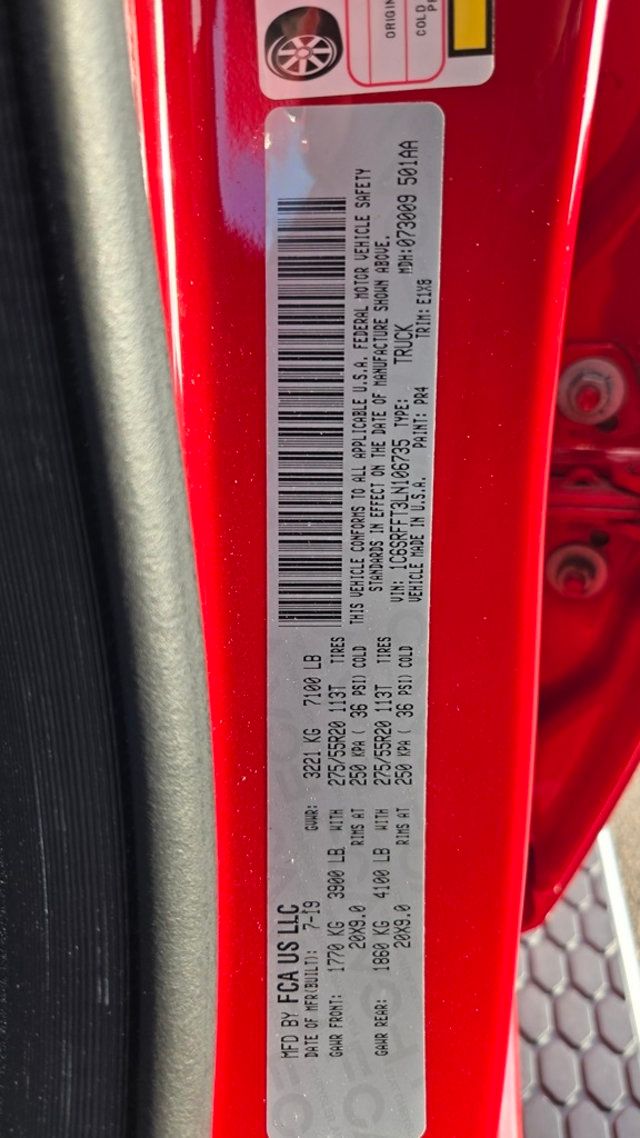 MFD BY FCA US LLC
DATE OF MFR(BUILT): 7-19
GVWR: 3221 KG 7100 LB
GAWR FRONT: 1770 KG 3900 LB. WITH 275/55R20 113T TIRES
20X9.0 RIMS AT 250 KPA ( 36 PSI) COLD
GAWR REAR: 1860 KG 4100 LB WITH 275/55R20 113T TIRES
20X9.0 RIMS AT 250 KPA ( 36 PSI) COLD
THIS VEHICLE CONFORMS TO ALL APPLICABLE U.S.A. FEDERAL MOTOR VEHICLE SAFETY
STANDARDS IN EFFECT ON THE DATE OF MANUFACTURE SHOWN ABOVE.
VIN: 1C6SRFFT3LN106735 TYPE: TRUCK MDH:073009 501AA
VEHICLE MADE IN U.S.A. PAINT: PR4 TRIM: E1X8
COLD